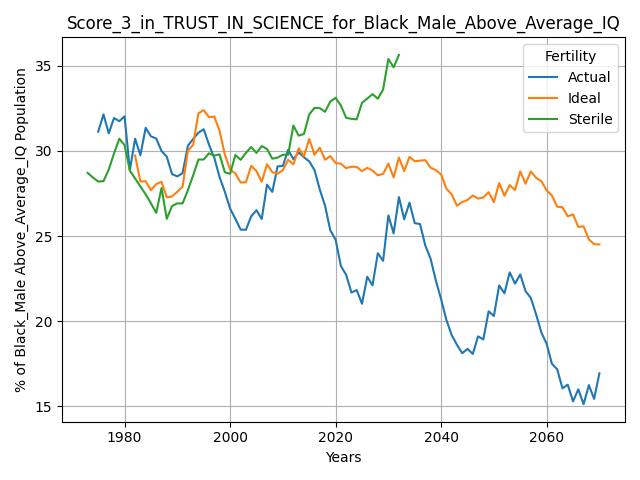 Score_3_in_TRUST_IN_SCIENCE_for_Black_Male_Above_Average_IQ
% of Black_Male Above_Average_IQ Population
35
30
25
20
15
Fertility
Actual
Ideal
Sterile
1980
2000
2020
2040
2060
Years